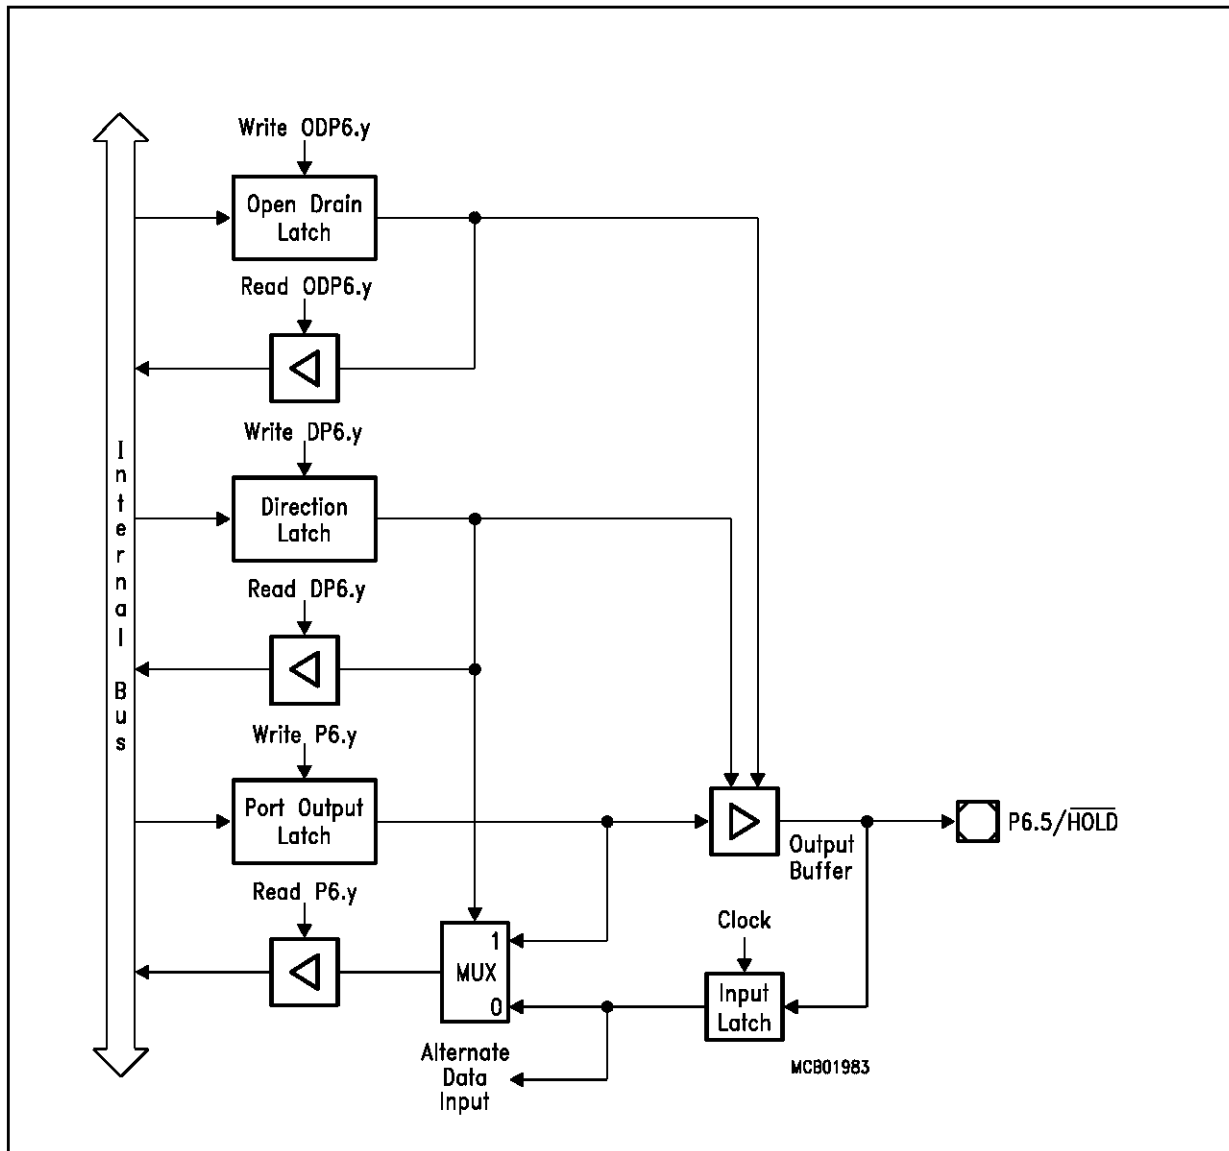 Write ODP6.y
Open Drain
Latch
Read ODP6.y
Write DP6.y
Direction
Latch
Read DP6.y
Internal Bus
Write P6.y
Port Output
Latch
Output
Buffer
P6.5/H̅O̅L̅D̅
Read P6.y
1
MUX
0
Clock
Input
Latch
Alternate
Data
Input
MCB01983